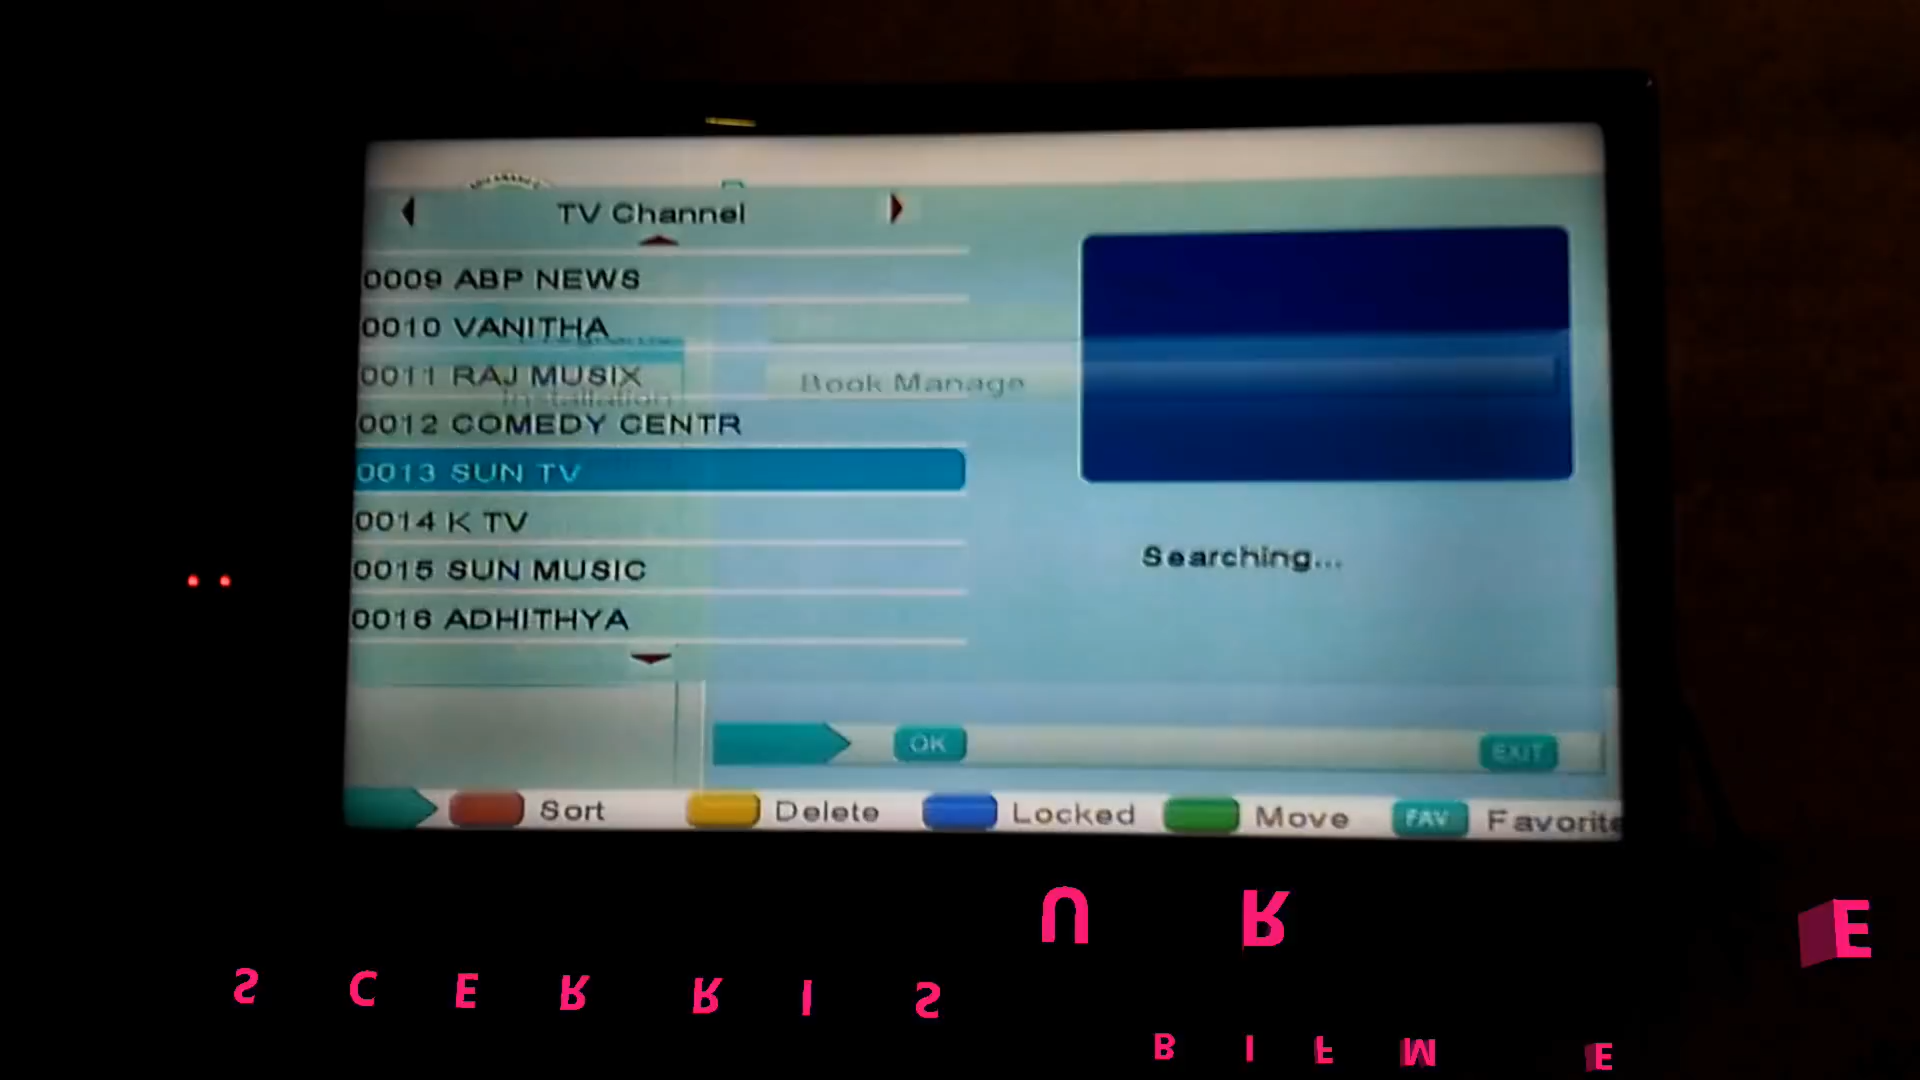 TV Channel
0009 ABP NEWS
0010 VANITHA
0011 RAJ MUSIX
Installation
Book Manage
0012 COMEDY CENTR
0013 SUN TV
0014 K TV
0015 SUN MUSIC
0016 ADHITHYA
Searching...
OK EXIT
Sort Delete Locked Move FAV Favorite
U R E
S C E R R I S
B I F M E